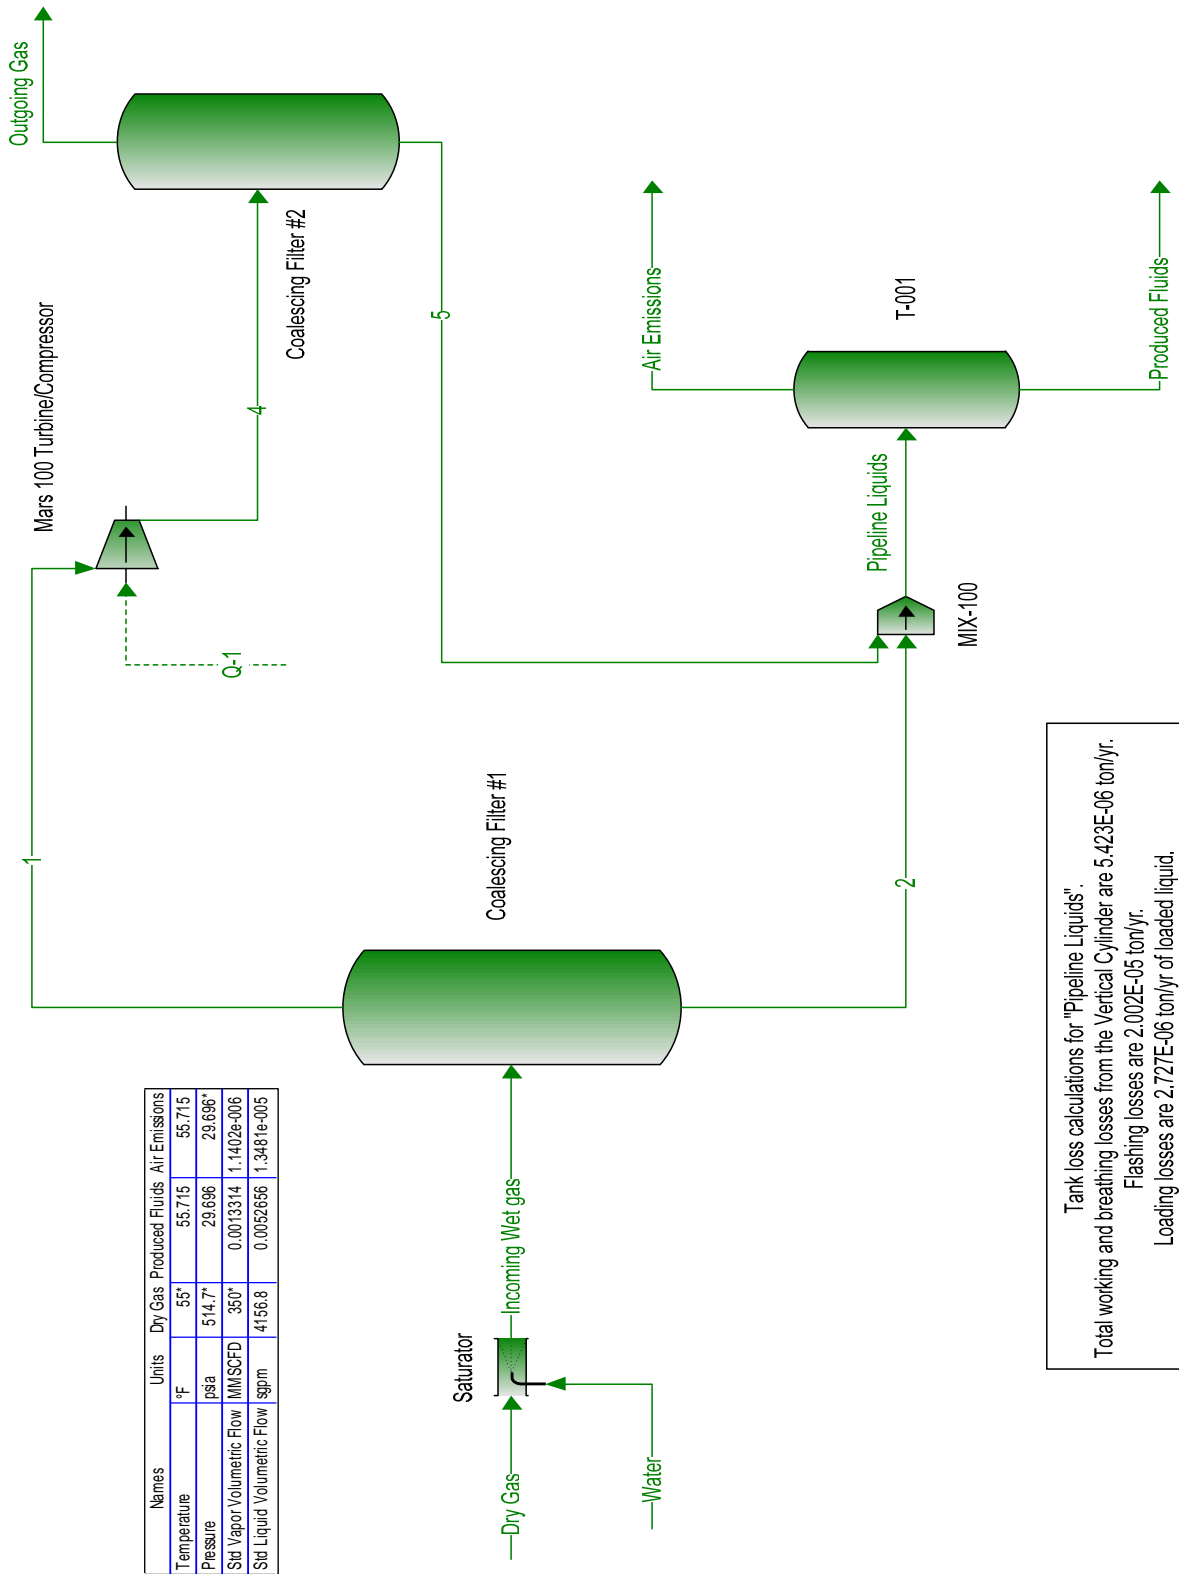 Outgoing Gas
Mars 100 Turbine/Compressor
Coalescing Filter #2
1
4
Q-1
5
Air Emissions
T-001
Produced Fluids
Pipeline Liquids
MIX-100
Coalescing Filter #1
2
Incoming Wet gas
Saturator
Dry Gas
Water
Names Units Dry Gas Produced Fluids Air Emissions
Temperature °F 55* 55.715 55.715
Pressure psia 514.7* 29.696 29.696*
Std Vapor Volumetric Flow MMSCFD 350* 0.0013314 1.1402e-006
Std Liquid Volumetric Flow sgpm 4156.8 0.0052656 1.3481e-005
Tank loss calculations for "Pipeline Liquids".
Total working and breathing losses from the Vertical Cylinder are 5.423E-06 ton/yr.
Flashing losses are 2.002E-05 ton/yr.
Loading losses are 2.727E-06 ton/yr of loaded liquid.